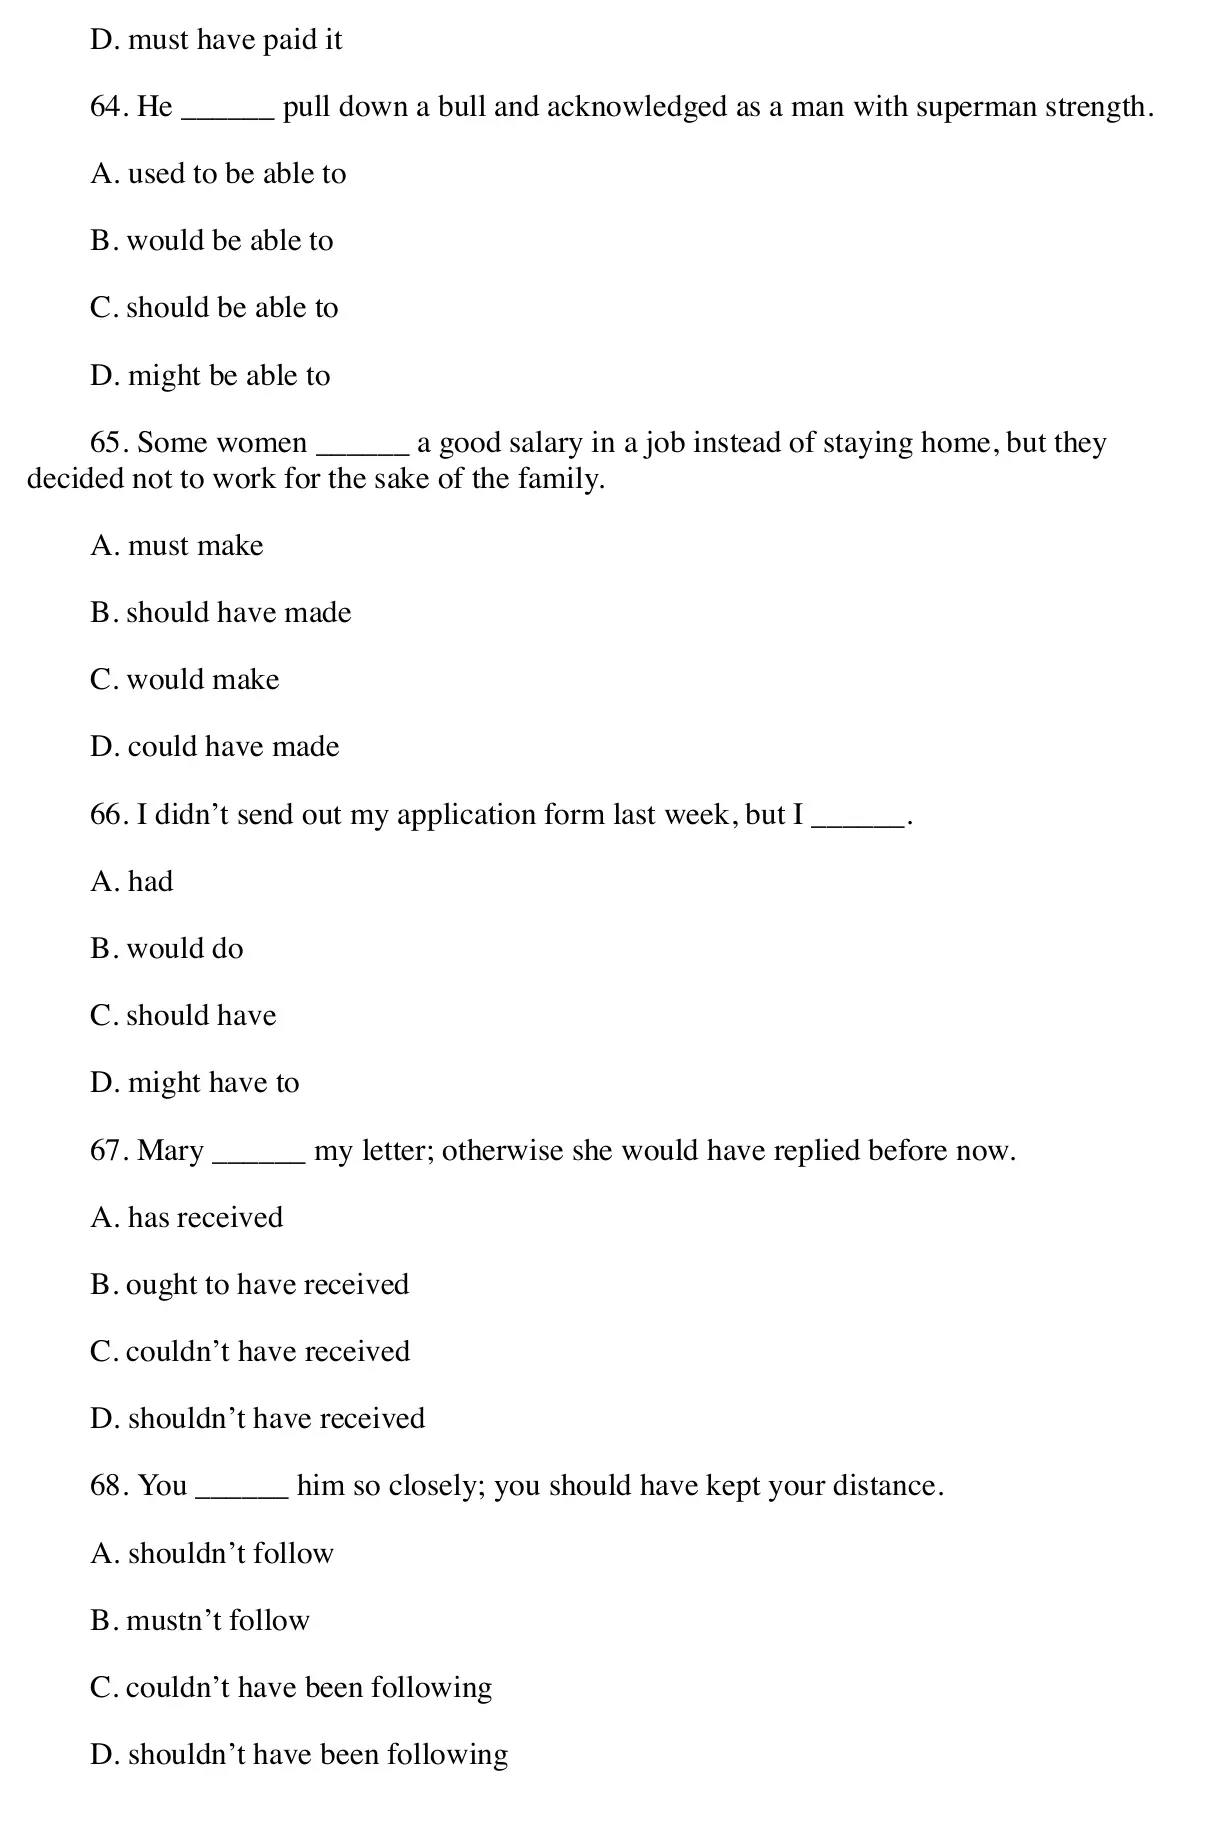 D. must have paid it
64. He ______ pull down a bull and acknowledged as a man with superman strength.
A. used to be able to
B. would be able to
C. should be able to
D. might be able to
65. Some women ______ a good salary in a job instead of staying home, but they
decided not to work for the sake of the family.
A. must make
B. should have made
C. would make
D. could have made
66. I didn’t send out my application form last week, but I ______.
A. had
B. would do
C. should have
D. might have to
67. Mary ______ my letter; otherwise she would have replied before now.
A. has received
B. ought to have received
C. couldn’t have received
D. shouldn’t have received
68. You ______ him so closely; you should have kept your distance.
A. shouldn’t follow
B. mustn’t follow
C. couldn’t have been following
D. shouldn’t have been following